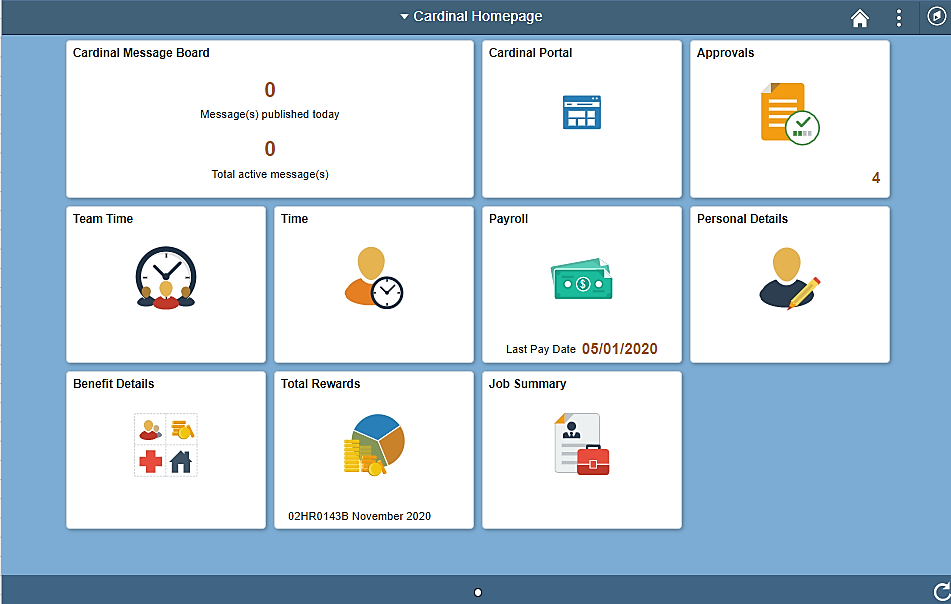 Cardinal Homepage
Cardinal Message Board
0
Message(s) published today
0
Total active message(s)
Cardinal Portal
Approvals
4
Team Time
Time
Payroll
$
Last Pay Date 05/01/2020
Personal Details
Benefit Details
Total Rewards
02HR0143B November 2020
Job Summary